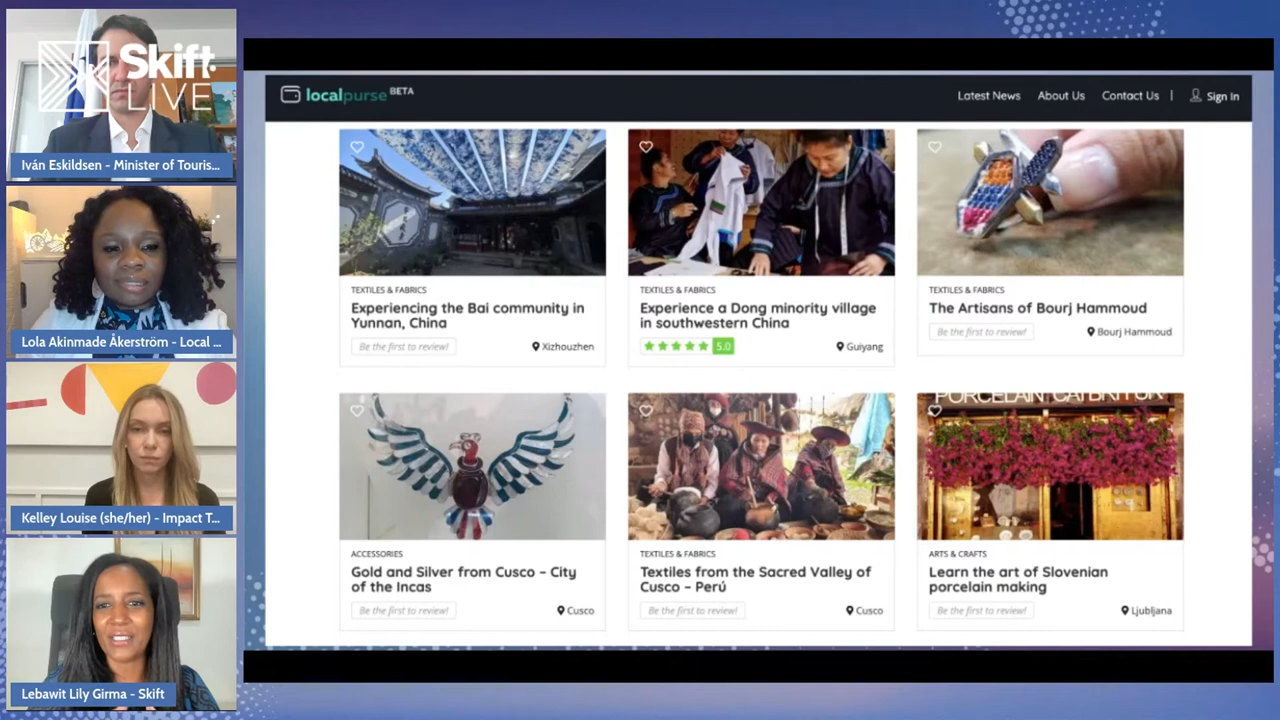 Skift
LIVE
Iván Eskildsen - Minister of Touris...
Lola Akinmade Åkerström - Local ...
Kelley Louise (she/her) - Impact T...
Lebawit Lily Girma - Skift
localpurse BETA
Latest News About Us Contact Us | Sign In
TEXTILES & FABRICS
Experiencing the Bai community in
Yunnan, China
Be the first to review!
Xizhouzhen
TEXTILES & FABRICS
Experience a Dong minority village
in southwestern China
5.0
Guiyang
TEXTILES & FABRICS
The Artisans of Bourj Hammoud
Be the first to review!
Bourj Hammoud
ACCESSORIES
Gold and Silver from Cusco – City
of the Incas
Be the first to review!
Cusco
TEXTILES & FABRICS
Textiles from the Sacred Valley of
Cusco – Perú
Be the first to review!
Cusco
PORCELAIN
ARTS & CRAFTS
Learn the art of Slovenian
porcelain making
Be the first to review!
Ljubljana